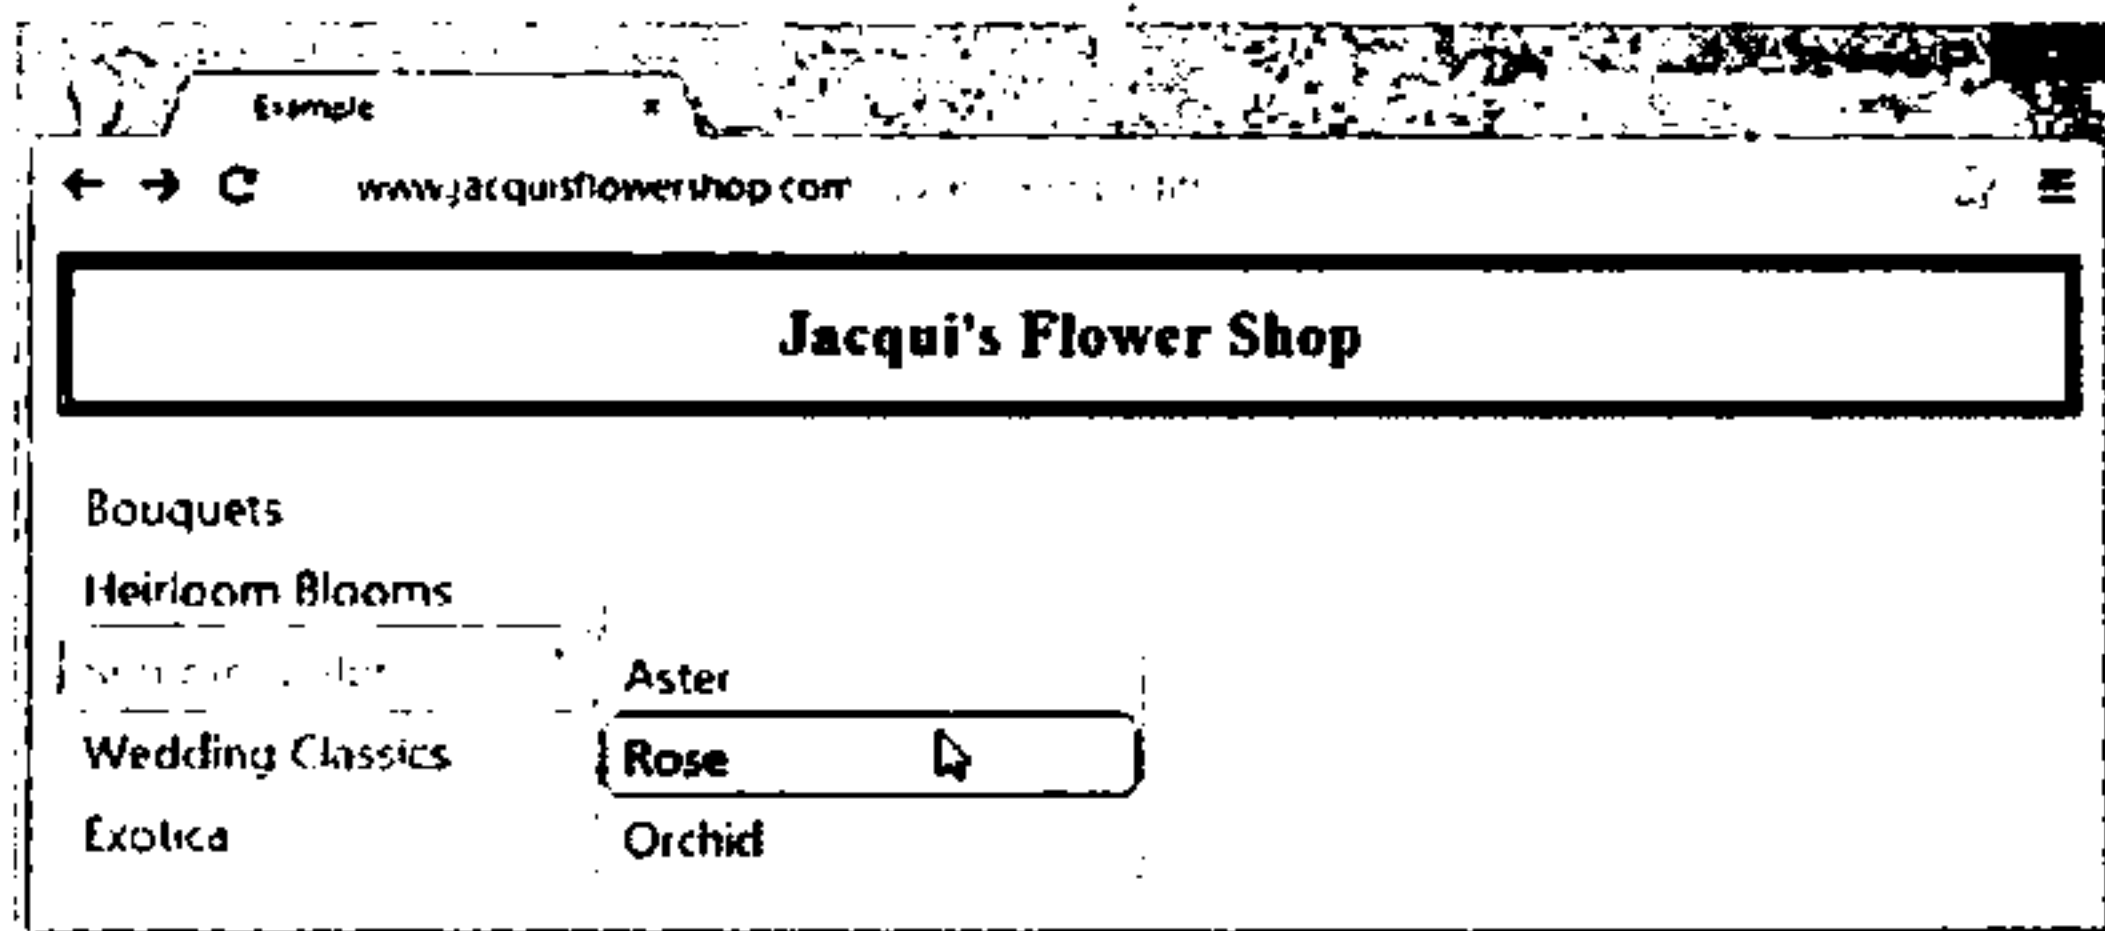 Example
www.jacquisflowershop.com
Jacqui's Flower Shop
Bouquets
Heirloom Blooms
Aster
Wedding Classics
Rose
Exotica
Orchid